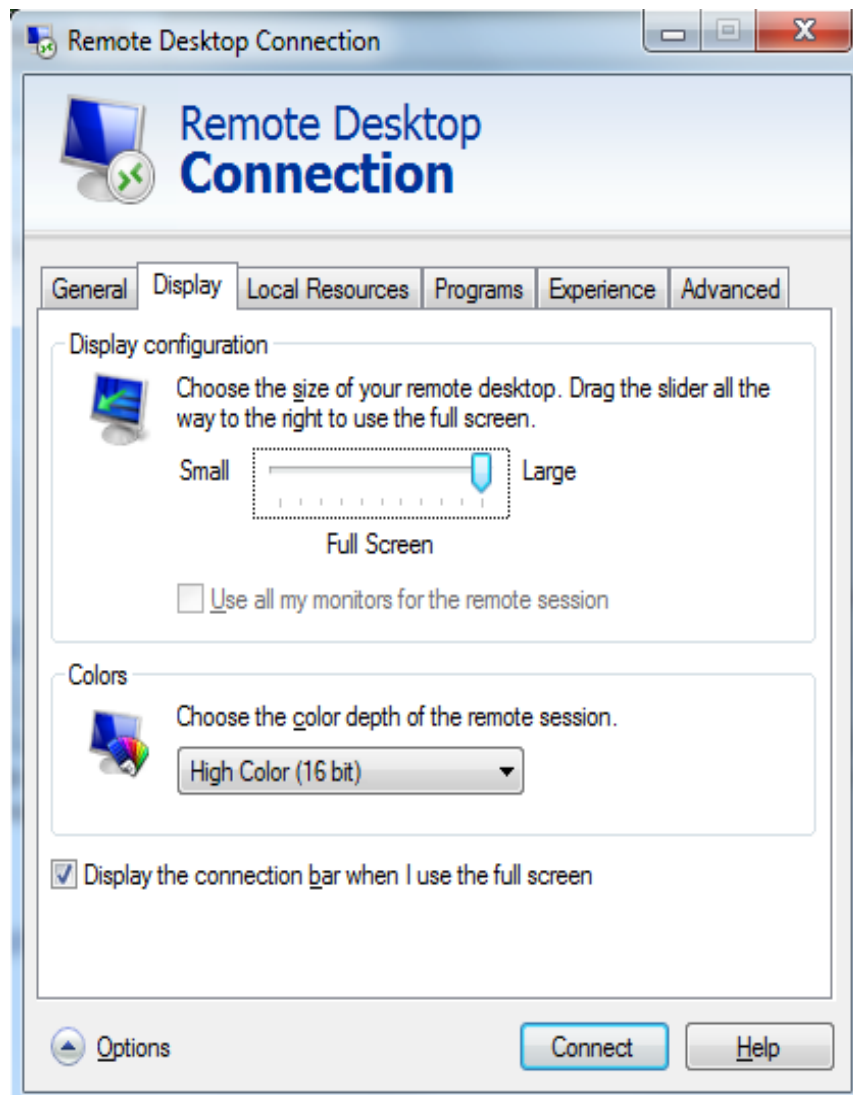 Remote Desktop Connection
Remote Desktop
Connection
General Display Local Resources Programs Experience Advanced
Display configuration
Choose the size of your remote desktop. Drag the slider all the
way to the right to use the full screen.
Small Large
Full Screen
Use all my monitors for the remote session
Colors
Choose the color depth of the remote session.
High Color (16 bit)
Display the connection bar when I use the full screen
Options Connect Help